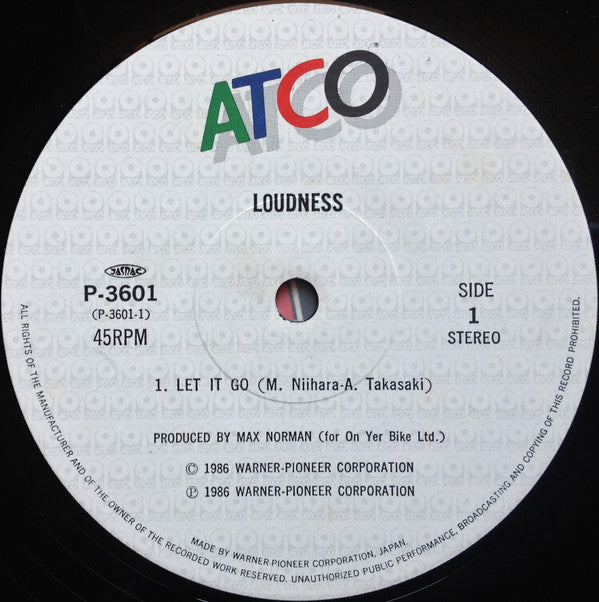 ATCO
LOUDNESS
JASRAC
P-3601
(P-3601-1)
45RPM
SIDE
1
STEREO
1. LET IT GO (M. Niihara-A. Takasaki)
PRODUCED BY MAX NORMAN (for On Yer Bike Ltd.)
© 1986 WARNER-PIONEER CORPORATION
℗ 1986 WARNER-PIONEER CORPORATION
MADE BY WARNER-PIONEER CORPORATION, JAPAN
ALL RIGHTS OF THE MANUFACTURER AND OF THE OWNER OF THE RECORDED WORK RESERVED. UNAUTHORIZED PUBLIC PERFORMANCE, BROADCASTING AND COPYING OF THIS RECORD PROHIBITED.